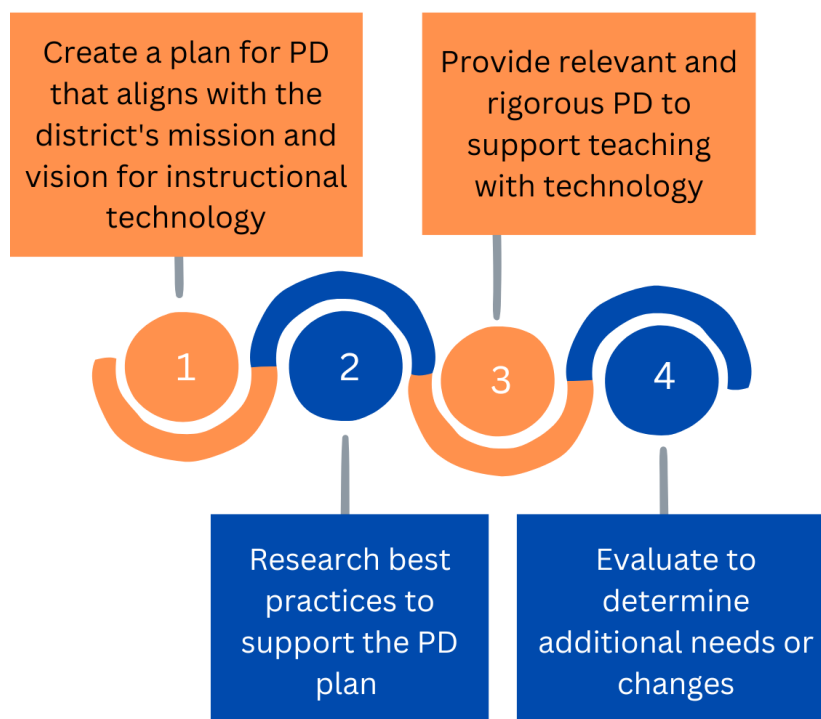 Create a plan for PD
that aligns with the
district's mission and
vision for instructional
technology
Provide relevant and
rigorous PD to
support teaching
with technology
1
2
3
4
Research best
practices to
support the PD
plan
Evaluate to
determine
additional needs or
changes